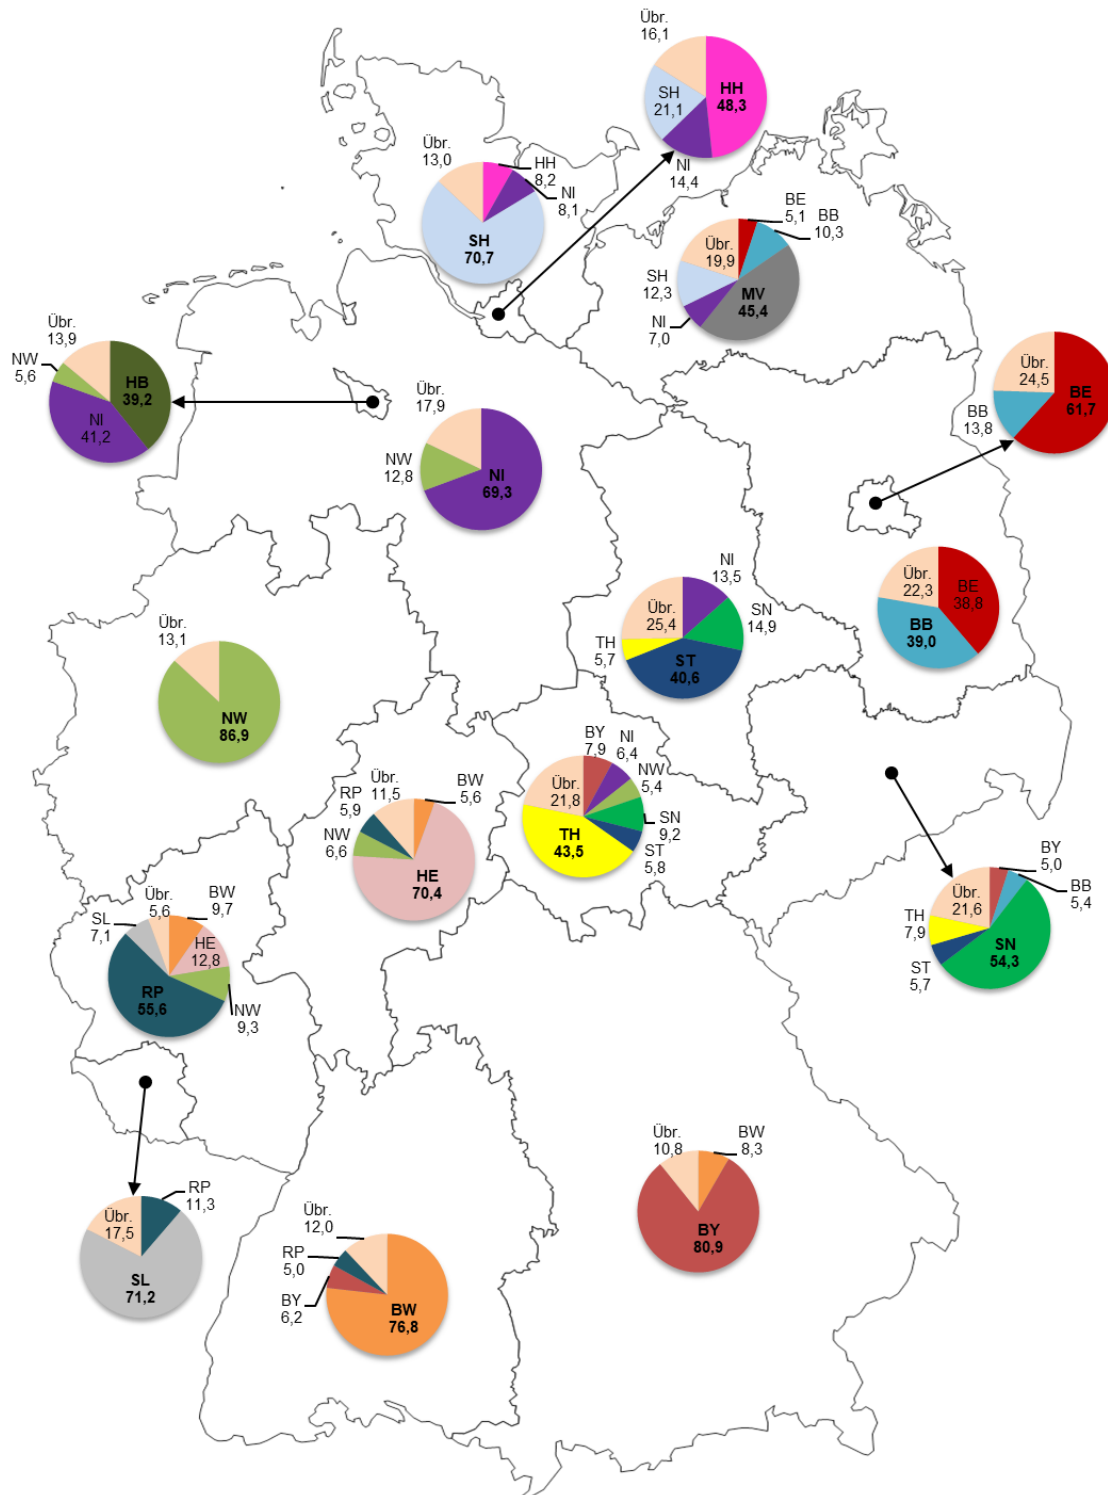 Übr.
16,1
HH
48,3
SH
21,1
NI
14,4
Übr.
13,0
HH
8,2
NI
8,1
SH
70,7
BE
5,1
BB
10,3
Übr.
19,9
SH
12,3
MV
45,4
NI
7,0
Übr.
13,9
NW
5,6
HB
39,2
NI
41,2
Übr.
24,5
BE
61,7
BB
13,8
Übr.
17,9
NW
12,8
NI
69,3
NI
13,5
SN
14,9
Übr.
25,4
TH
5,7
ST
40,6
Übr.
22,3
BE
38,8
BB
39,0
Übr.
13,1
NW
86,9
BY
7,9
NI
6,4
NW
5,4
Übr.
21,8
SN
9,2
TH
43,5
ST
5,8
Übr.
11,5
BW
5,6
RP
5,9
NW
6,6
HE
70,4
BY
5,0
BB
5,4
Übr.
21,6
TH
7,9
SN
54,3
ST
5,7
Übr.
5,6
BW
9,7
SL
7,1
HE
12,8
RP
55,6
NW
9,3
RP
11,3
Übr.
17,5
SL
71,2
Übr.
12,0
RP
5,0
BY
6,2
BW
76,8
Übr.
10,8
BW
8,3
BY
80,9